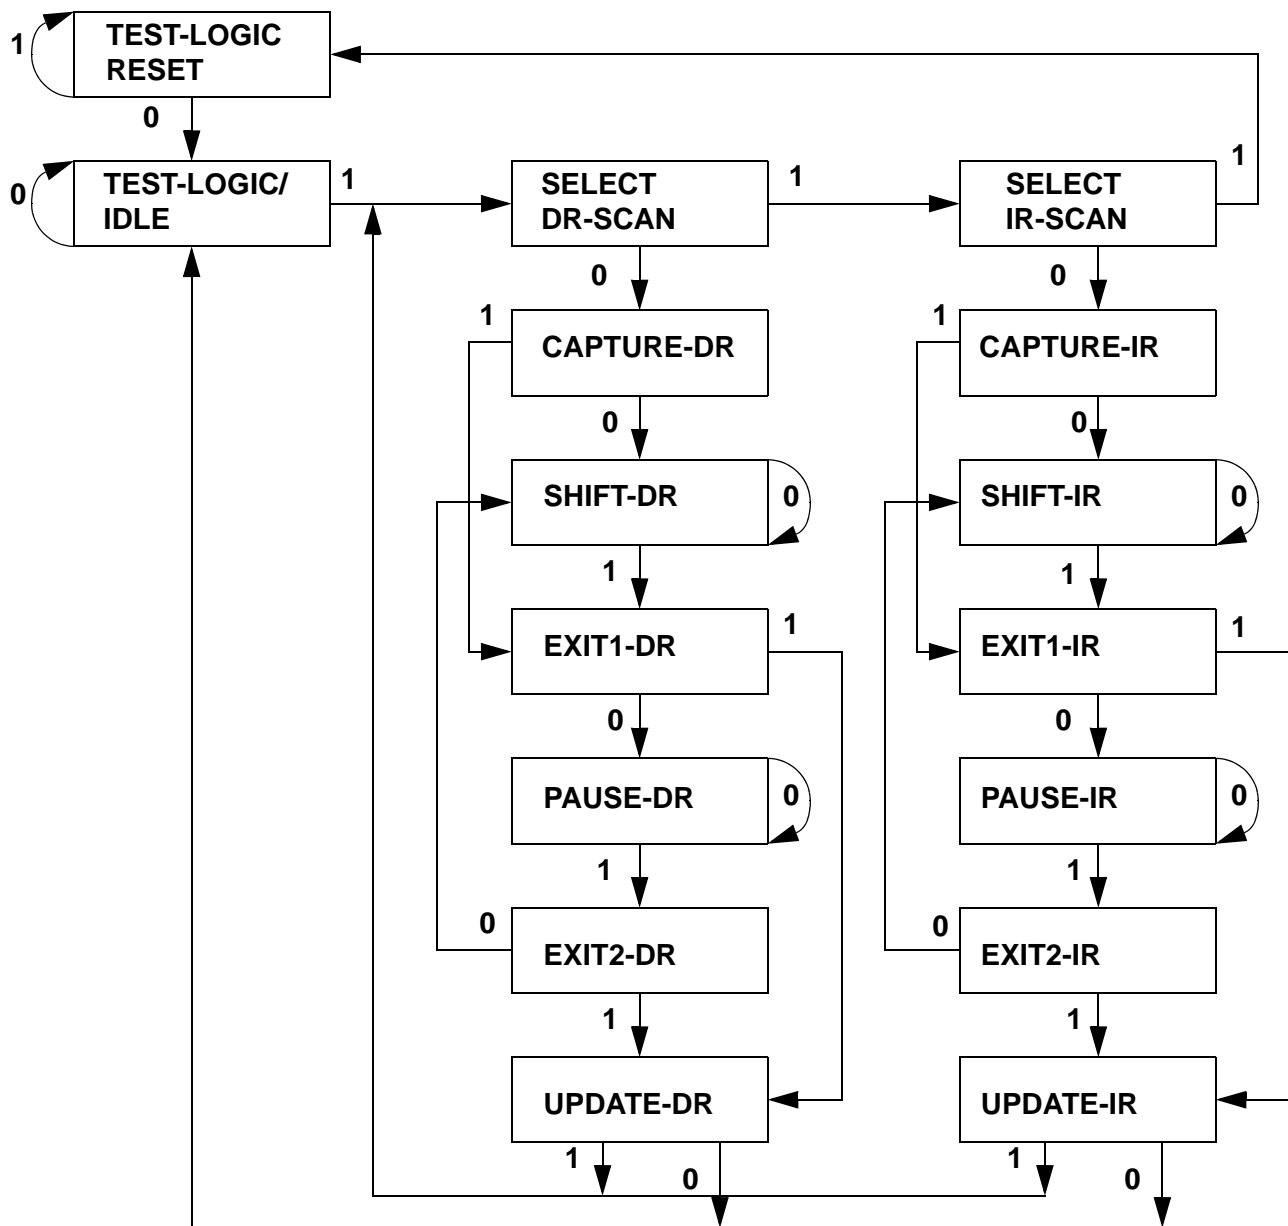 1
TEST-LOGIC
RESET
0
0
TEST-LOGIC/
IDLE
1
SELECT
DR-SCAN
1
SELECT
IR-SCAN
1
0
0
1
CAPTURE-DR
1
CAPTURE-IR
0
0
SHIFT-DR
0
SHIFT-IR
0
1
1
EXIT1-DR
1
EXIT1-IR
1
0
0
PAUSE-DR
0
PAUSE-IR
0
1
1
0
EXIT2-DR
0
EXIT2-IR
1
1
UPDATE-DR
UPDATE-IR
1
0
1
0